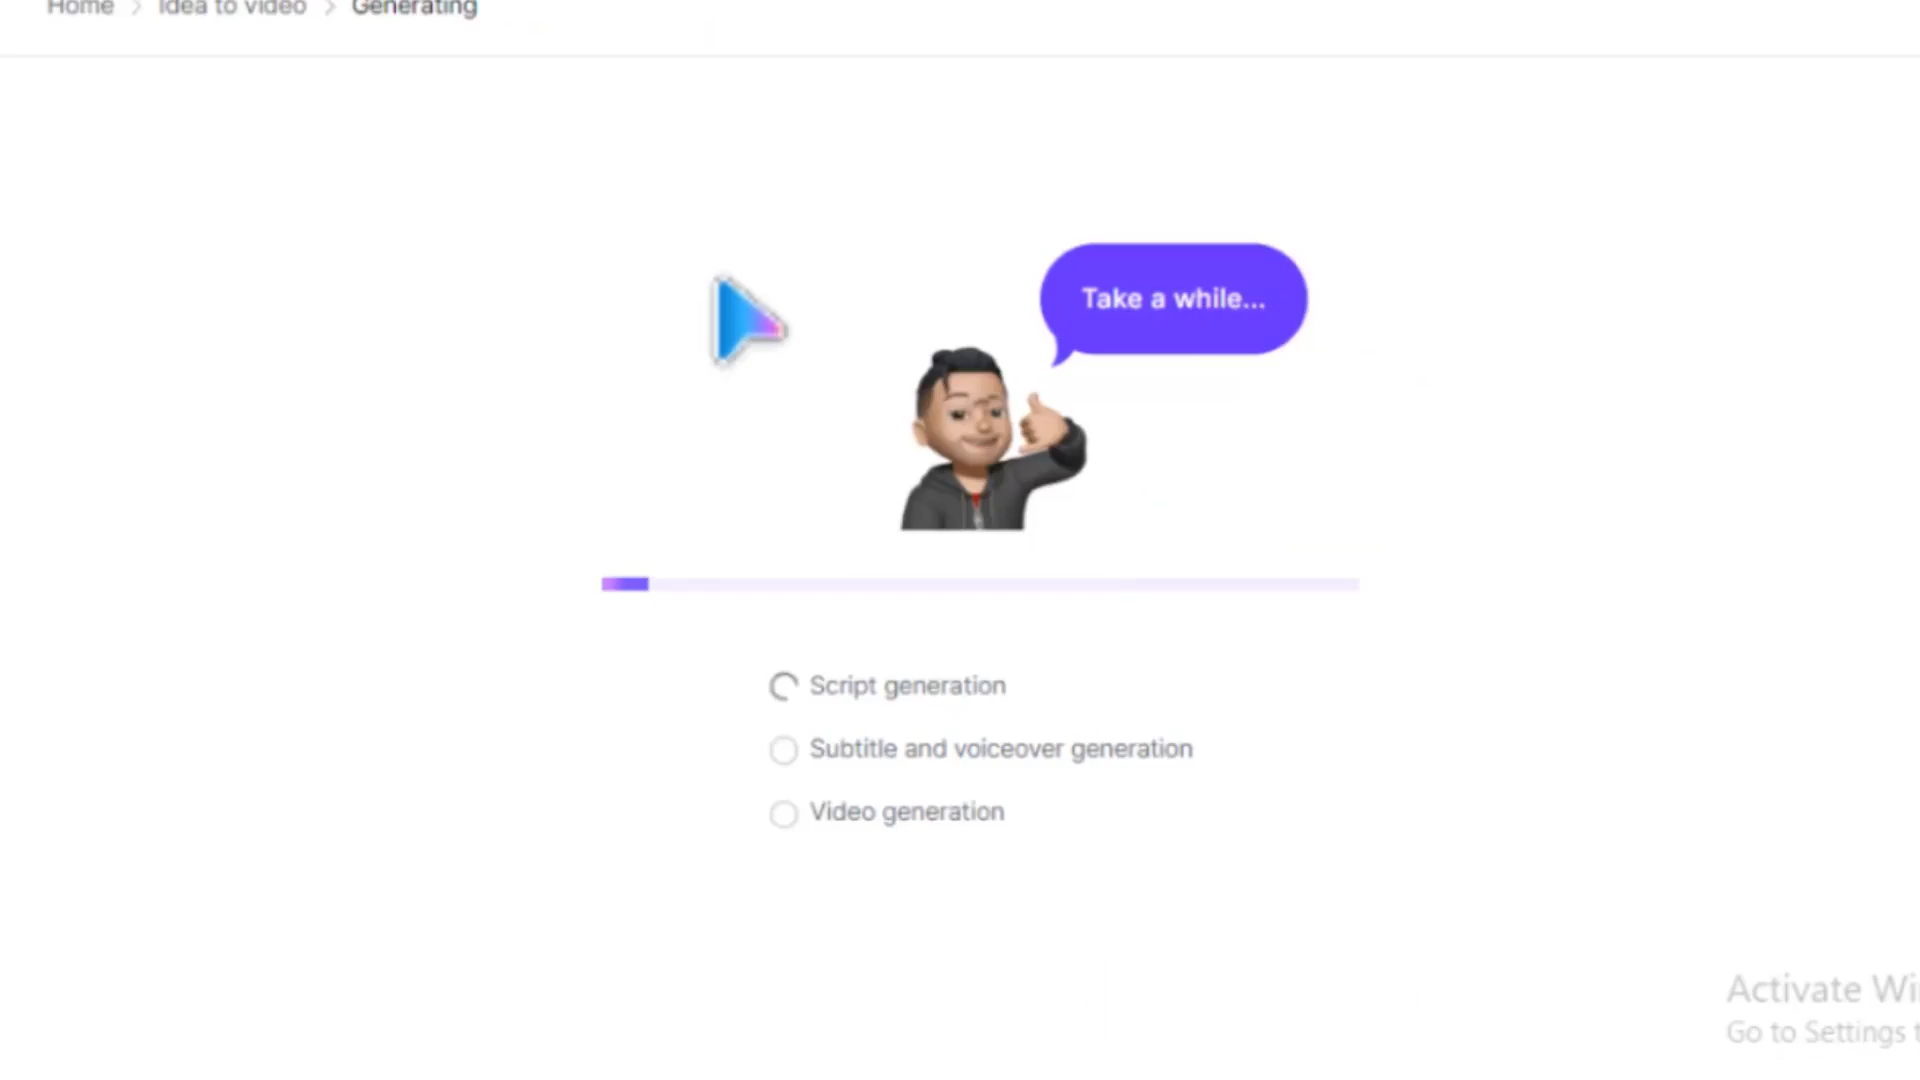 Home > Idea to video > Generating
Take a while...
Script generation
Subtitle and voiceover generation
Video generation
Activate Wi
Go to Settings t